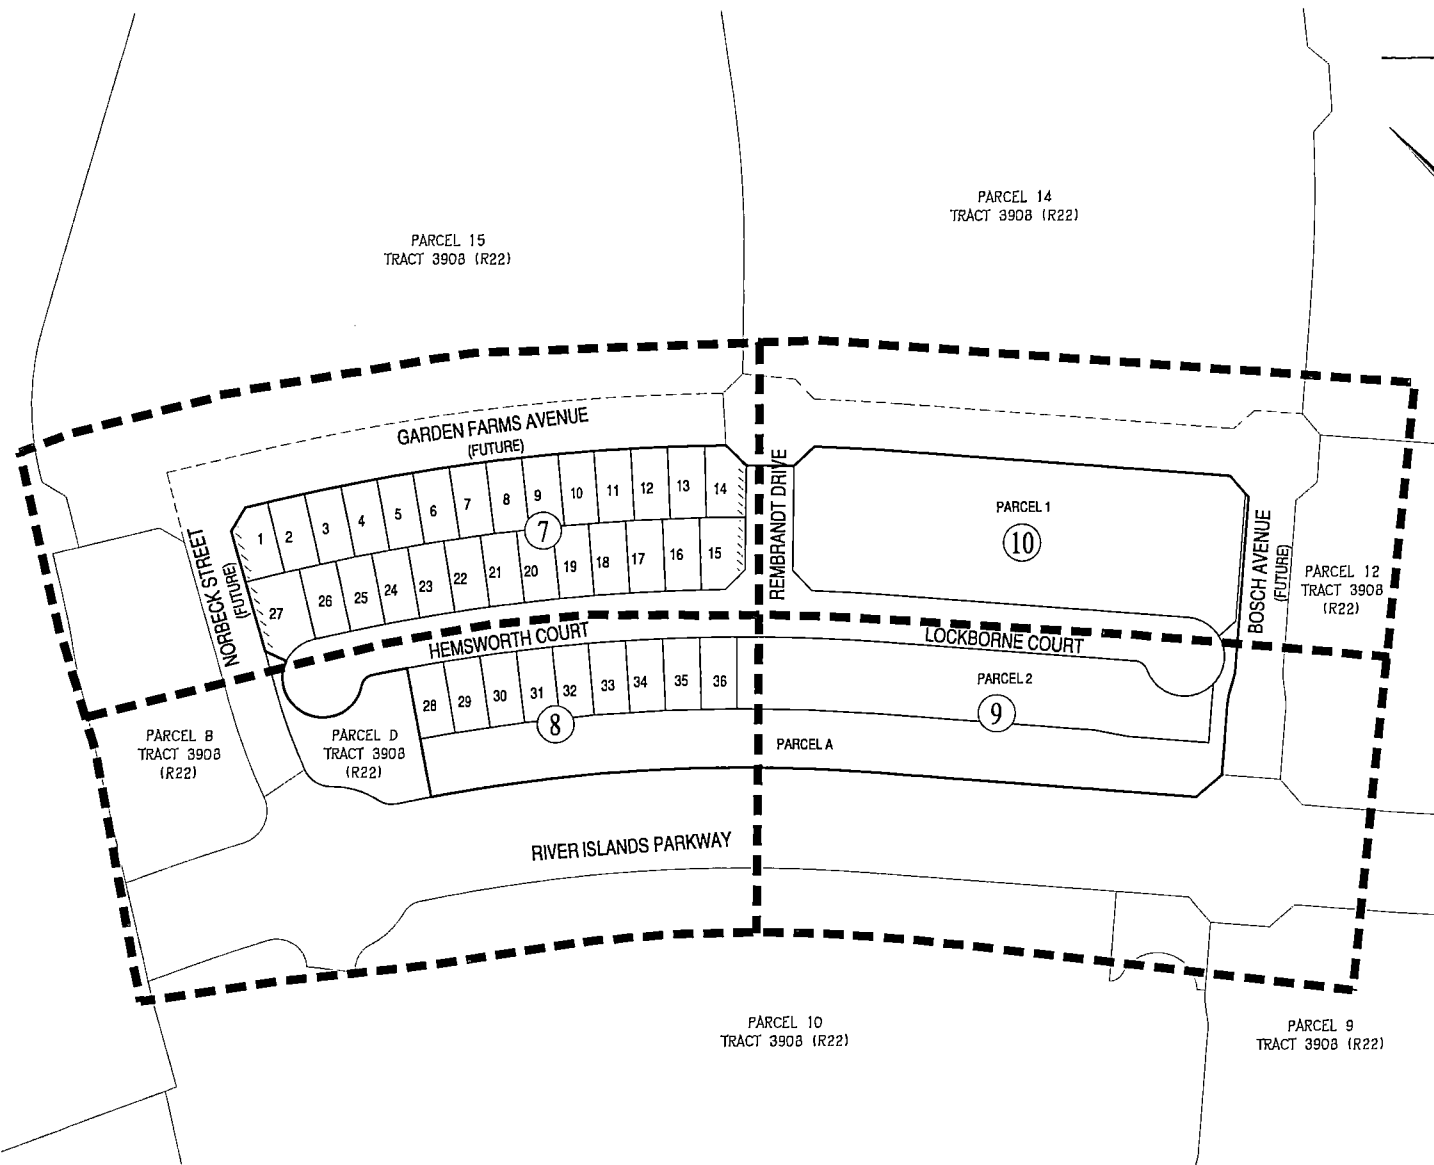 PARCEL 14
TRACT 3908 (R22)
PARCEL 15
TRACT 3908 (R22)
GARDEN FARMS AVENUE
(FUTURE)
NORBECK STREET
(FUTURE)
REMBRANDT DRIVE
BOSCH AVENUE
(FUTURE)
1 2 3 4 5 6 7 8 9 10 11 12 13 14
7
27 26 25 24 23 22 21 20 19 18 17 16 15
PARCEL 1
10
PARCEL 12
TRACT 3908
(R22)
HEMSWORTH COURT
LOCKBORNE COURT
28 29 30 31 32 33 34 35 36
8
PARCEL 2
9
PARCEL B
TRACT 3908
(R22)
PARCEL D
TRACT 3908
(R22)
PARCEL A
RIVER ISLANDS PARKWAY
PARCEL 10
TRACT 3908 (R22)
PARCEL 9
TRACT 3908 (R22)